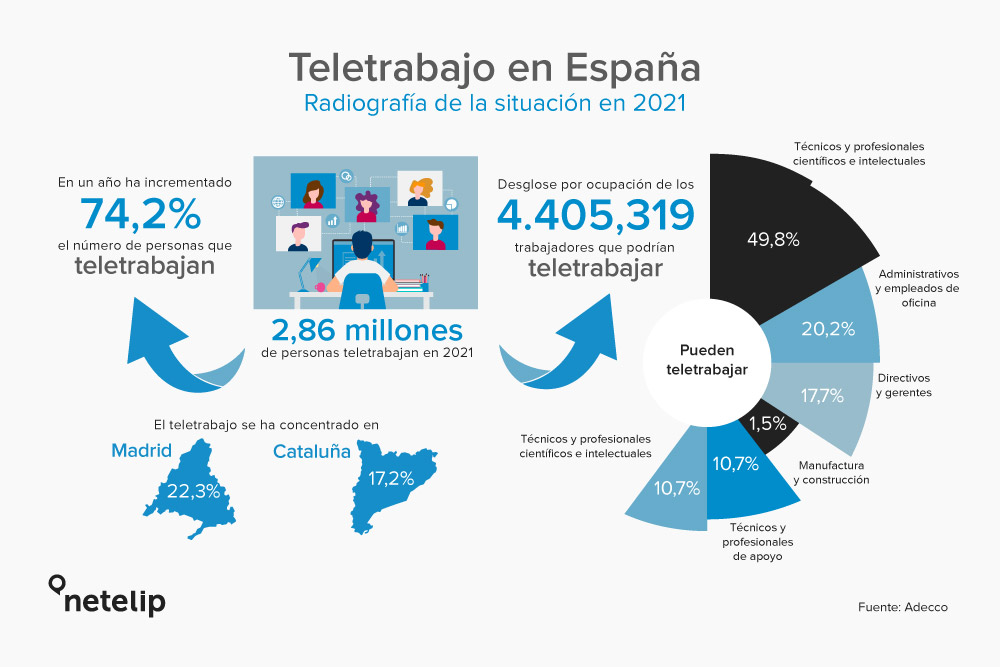 Teletrabajo en España
Radiografía de la situación en 2021
En un año ha incrementado
74,2%
el número de personas que
teletrabajan
2,86 millones
de personas teletrabajan en 2021
Desglose por ocupación de los
4.405,319
trabajadores que podrían
teletrabajar
El teletrabajo se ha concentrado en
Madrid
22,3%
Cataluña
17,2%
Pueden
teletrabajar
Técnicos y profesionales
científicos e intelectuales
49,8%
Administrativos
y empleados de
oficina
20,2%
Directivos
y gerentes
17,7%
Manufactura
y construcción
1,5%
Técnicos y
profesionales
de apoyo
10,7%
Técnicos y profesionales
científicos e intelectuales
10,7%
netelip
Fuente: Adecco